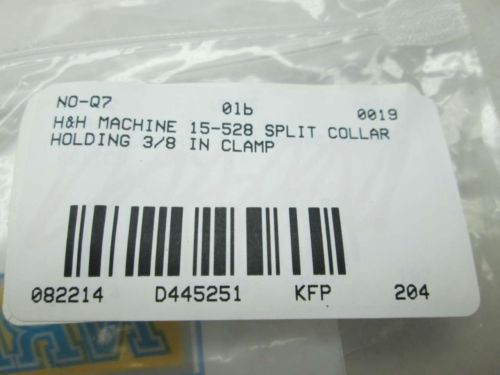 NO-Q7 01b 0019
H&H MACHINE 15-528 SPLIT COLLAR
HOLDING 3/8 IN CLAMP
082214 D445251 KFP 204